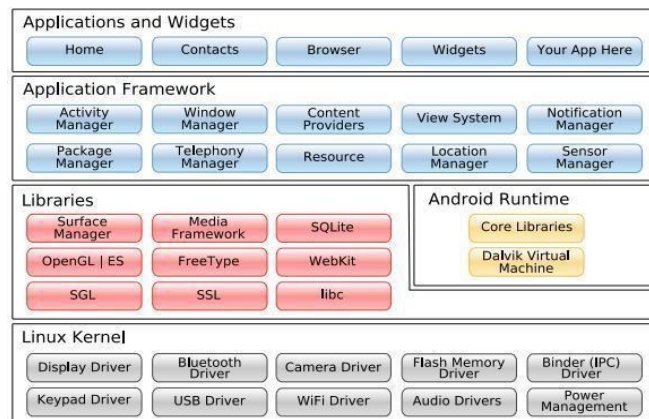 Applications and Widgets
Home
Contacts
Browser
Widgets
Your App Here
Application Framework
Activity
Manager
Window
Manager
Content
Providers
View System
Notification
Manager
Package
Manager
Telephony
Manager
Resource
Location
Manager
Sensor
Manager
Libraries
Surface
Manager
Media
Framework
SQLite
OpenGL | ES
FreeType
WebKit
SGL
SSL
libc
Android Runtime
Core Libraries
Dalvik Virtual
Machine
Linux Kernel
Display Driver
Bluetooth
Driver
Camera Driver
Flash Memory
Driver
Binder (IPC)
Driver
Keypad Driver
USB Driver
WiFi Driver
Audio Drivers
Power
Management